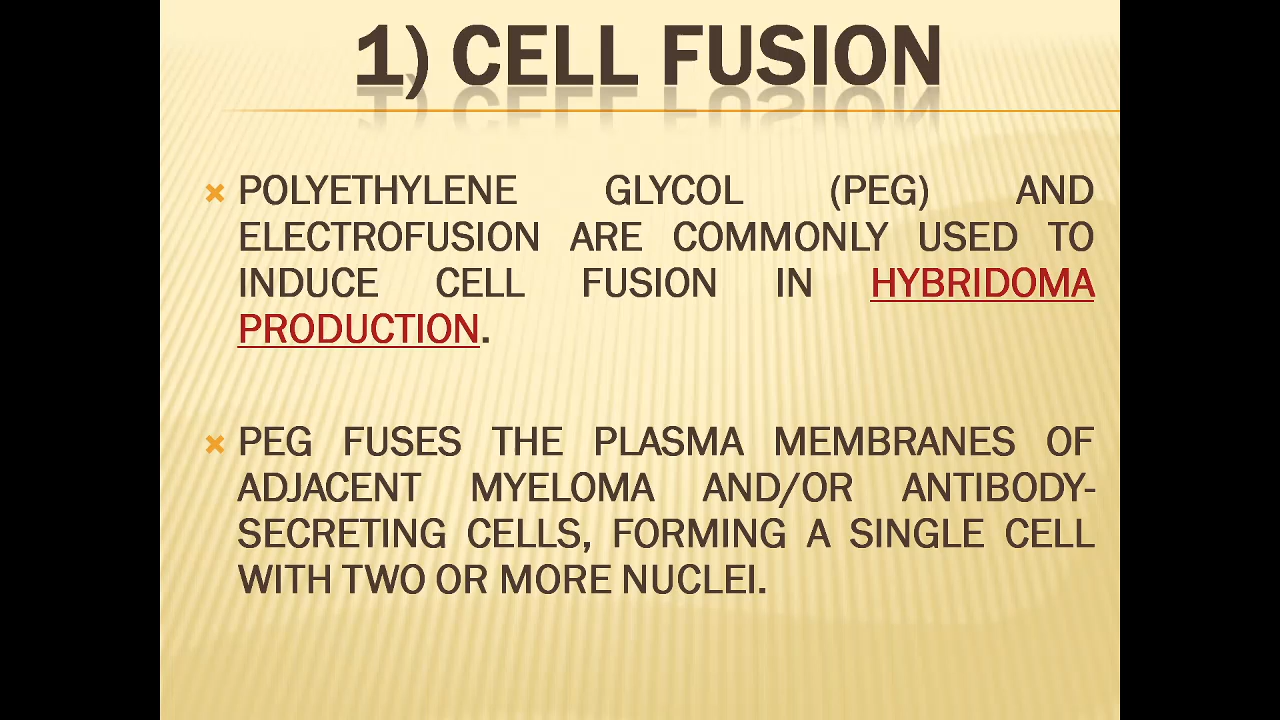 1) CELL FUSION
POLYETHYLENE GLYCOL (PEG) AND
ELECTROFUSION ARE COMMONLY USED TO
INDUCE CELL FUSION IN HYBRIDOMA
PRODUCTION.
PEG FUSES THE PLASMA MEMBRANES OF
ADJACENT MYELOMA AND/OR ANTIBODY-
SECRETING CELLS, FORMING A SINGLE CELL
WITH TWO OR MORE NUCLEI.